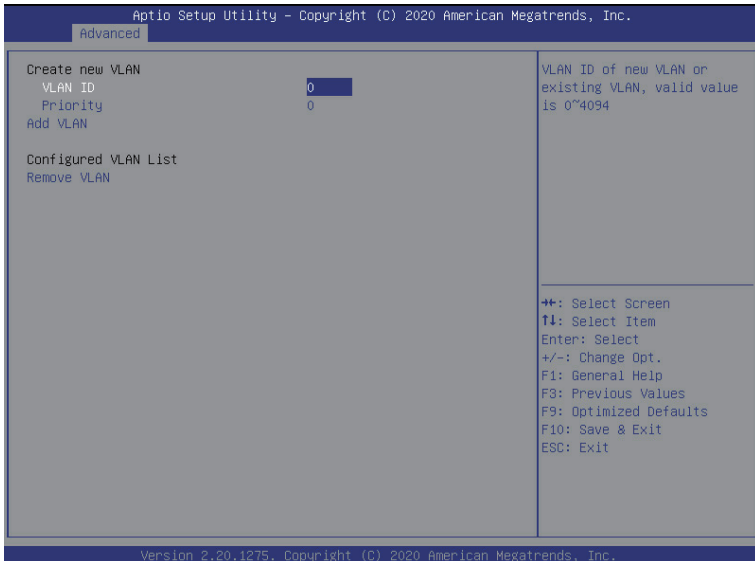 Aptio Setup Utility – Copyright (C) 2020 American Megatrends, Inc.
Advanced
Create new VLAN
VLAN ID 0
Priority 0
Add VLAN
Configured VLAN List
Remove VLAN
VLAN ID of new VLAN or
existing VLAN, valid value
is 0~4094
→←: Select Screen
↑↓: Select Item
Enter: Select
+/-: Change Opt.
F1: General Help
F3: Previous Values
F9: Optimized Defaults
F10: Save & Exit
ESC: Exit
Version 2.20.1275. Copyright (C) 2020 American Megatrends, Inc.